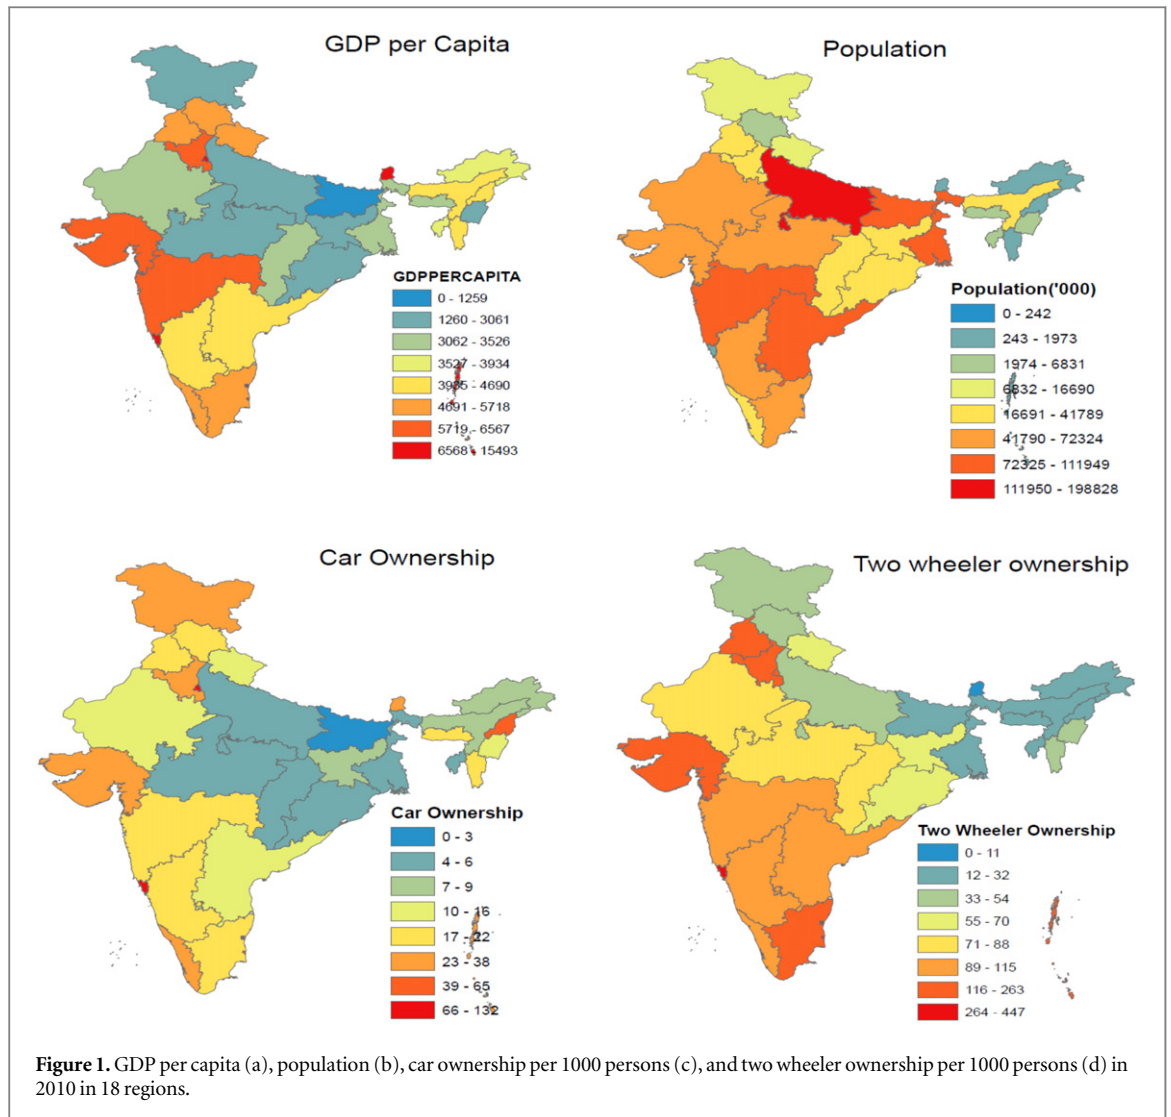 GDP per Capita
GDPPERCAPITA
0 - 1259
1260 - 3061
3062 - 3526
3527 - 3934
3935 - 4690
4691 - 5718
5719 - 6567
6568 - 15493
Population
Population('000)
0 - 242
243 - 1973
1974 - 6831
6832 - 16690
16691 - 41789
41790 - 72324
72325 - 111949
111950 - 198828
Car Ownership
Car Ownership
0 - 3
4 - 6
7 - 9
10 - 16
17 - 22
23 - 38
39 - 65
66 - 132
Two wheeler ownership
Two Wheeler Ownership
0 - 11
12 - 32
33 - 54
55 - 70
71 - 88
89 - 115
116 - 263
264 - 447
Figure 1. GDP per capita (a), population (b), car ownership per 1000 persons (c), and two wheeler ownership per 1000 persons (d) in
2010 in 18 regions.